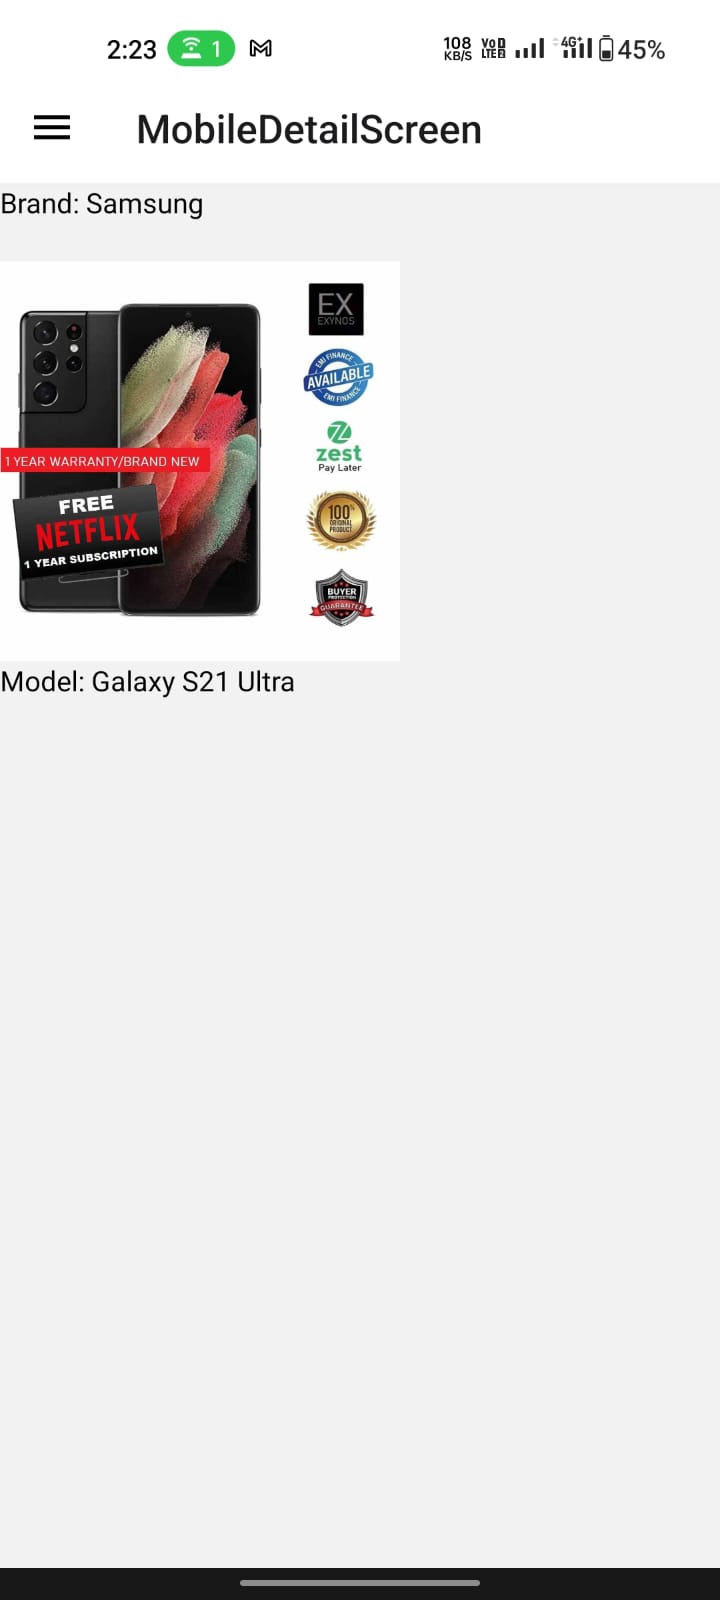 2:23 1 108 KB/S VoD LTE2 4G+ 45%
MobileDetailScreen
Brand: Samsung
EX
EXYNOS
EMI FINANCE
AVAILABLE
EMI FINANCE
zest
Pay Later
1 YEAR WARRANTY/BRAND NEW
FREE
NETFLIX
1 YEAR SUBSCRIPTION
100%
ORIGINAL
PRODUCT
BUYER
PROTECTION
GUARANTEE
Model: Galaxy S21 Ultra